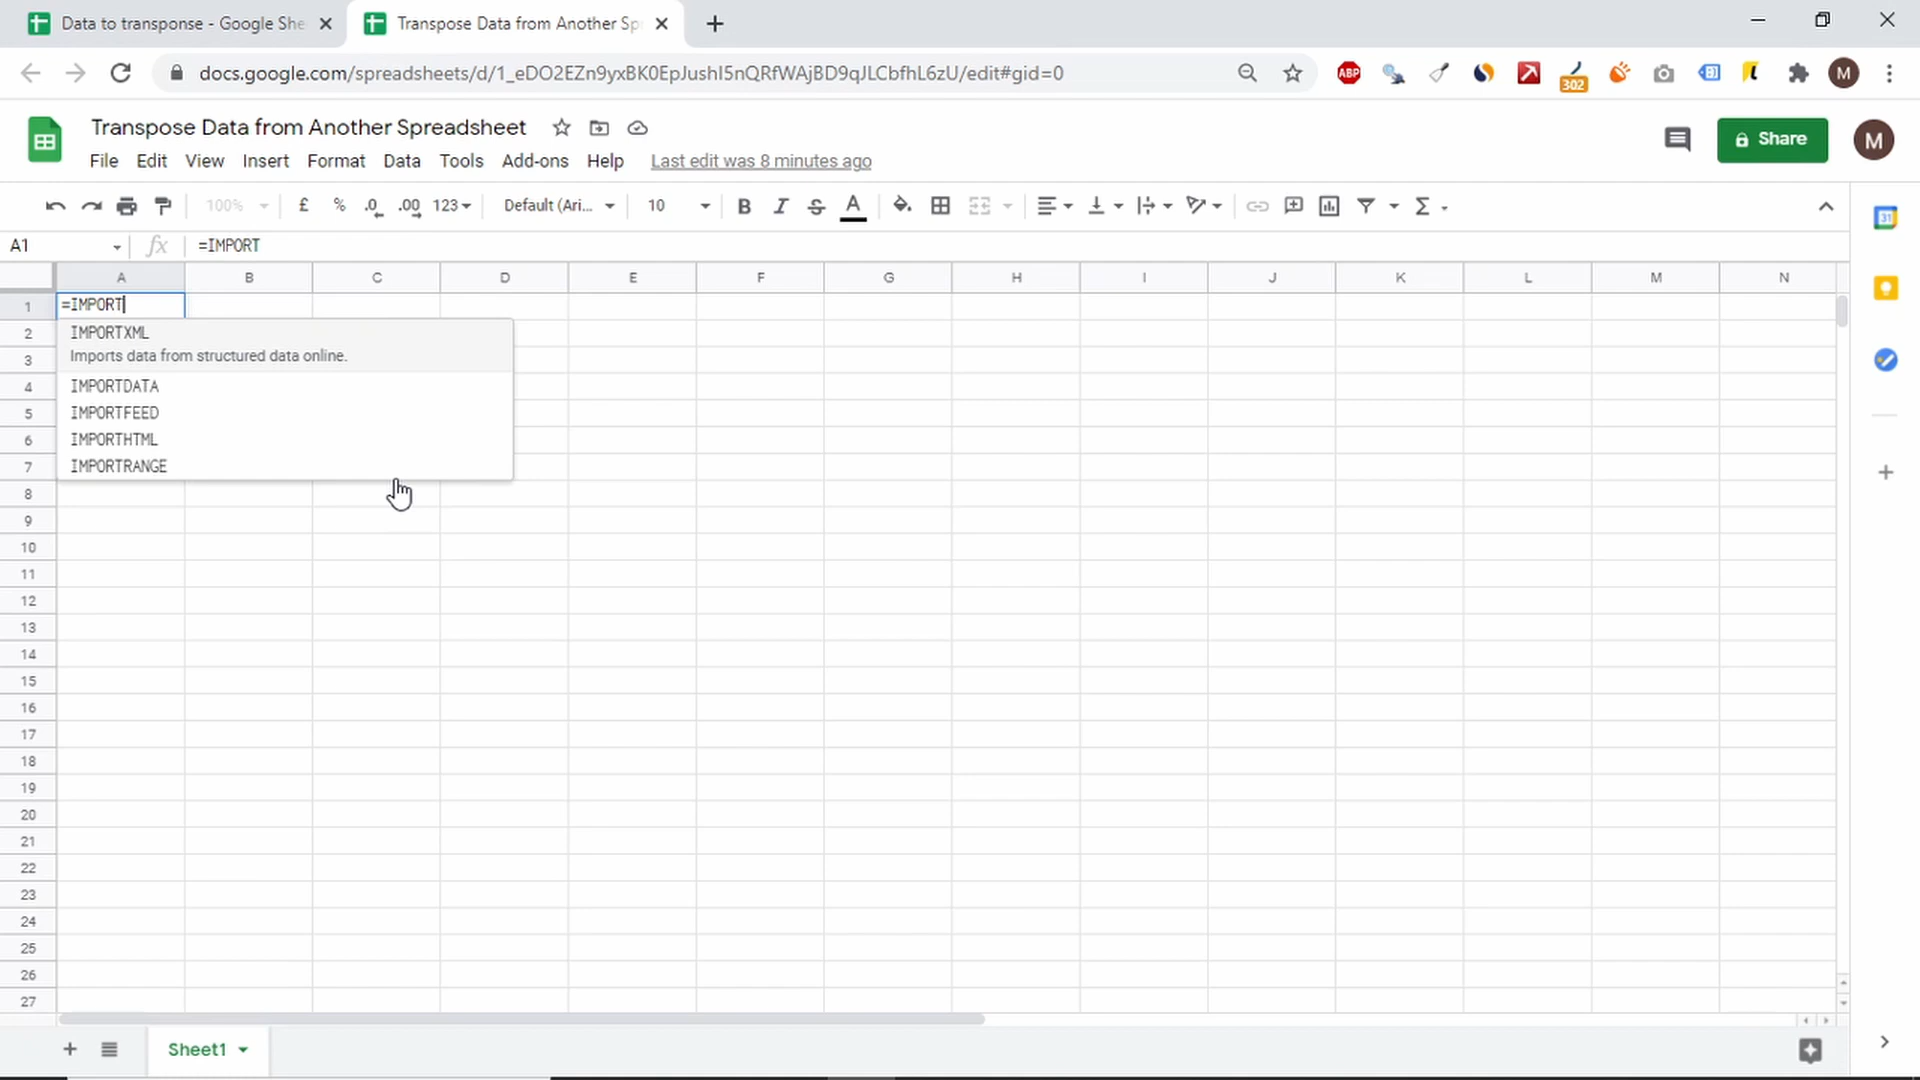 Data to transponse - Google She
Transpose Data from Another Sp
docs.google.com/spreadsheets/d/1_eDO2EZn9yxBK0EpJushI5nQRfWAjBD9qJLCbfhL6zU/edit#gid=0
ABP
302
M
Transpose Data from Another Spreadsheet
File Edit View Insert Format Data Tools Add-ons Help Last edit was 8 minutes ago
Share
M
100% £ % .0 .00 123 Default (Ari... 10 B I S A Σ
31
A1 fx =IMPORT
A B C D E F G H I J K L M N
1 =IMPORT
2 IMPORTXML
3 Imports data from structured data online.
4 IMPORTDATA
5 IMPORTFEED
6 IMPORTHTML
7 IMPORTRANGE
8
9
10
11
12
13
14
15
16
17
18
19
20
21
22
23
24
25
26
27
Sheet1